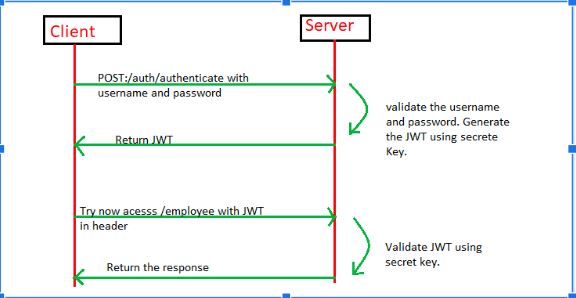 Client
Server
POST:/auth/authenticate with
username and password
validate the username
and password. Generate
the JWT using secrete
Key.
Return JWT
Try now acesss /employee with JWT
in header
Validate JWT using
secret key.
Return the response